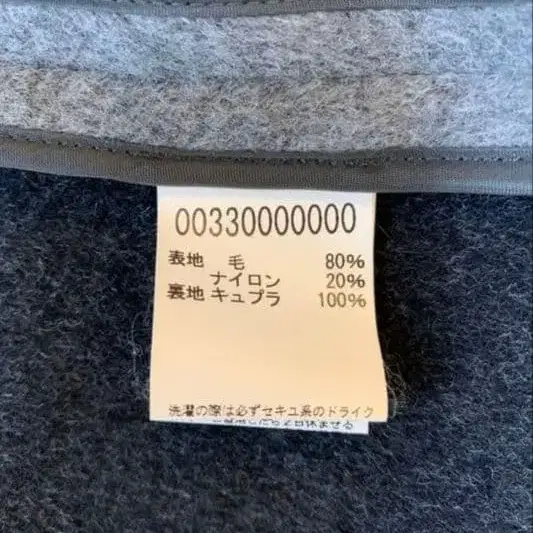 00330000000
表地 毛 80%
ナイロン 20%
裏地 キュプラ 100%
洗濯の際は必ずセキユ系のドライク